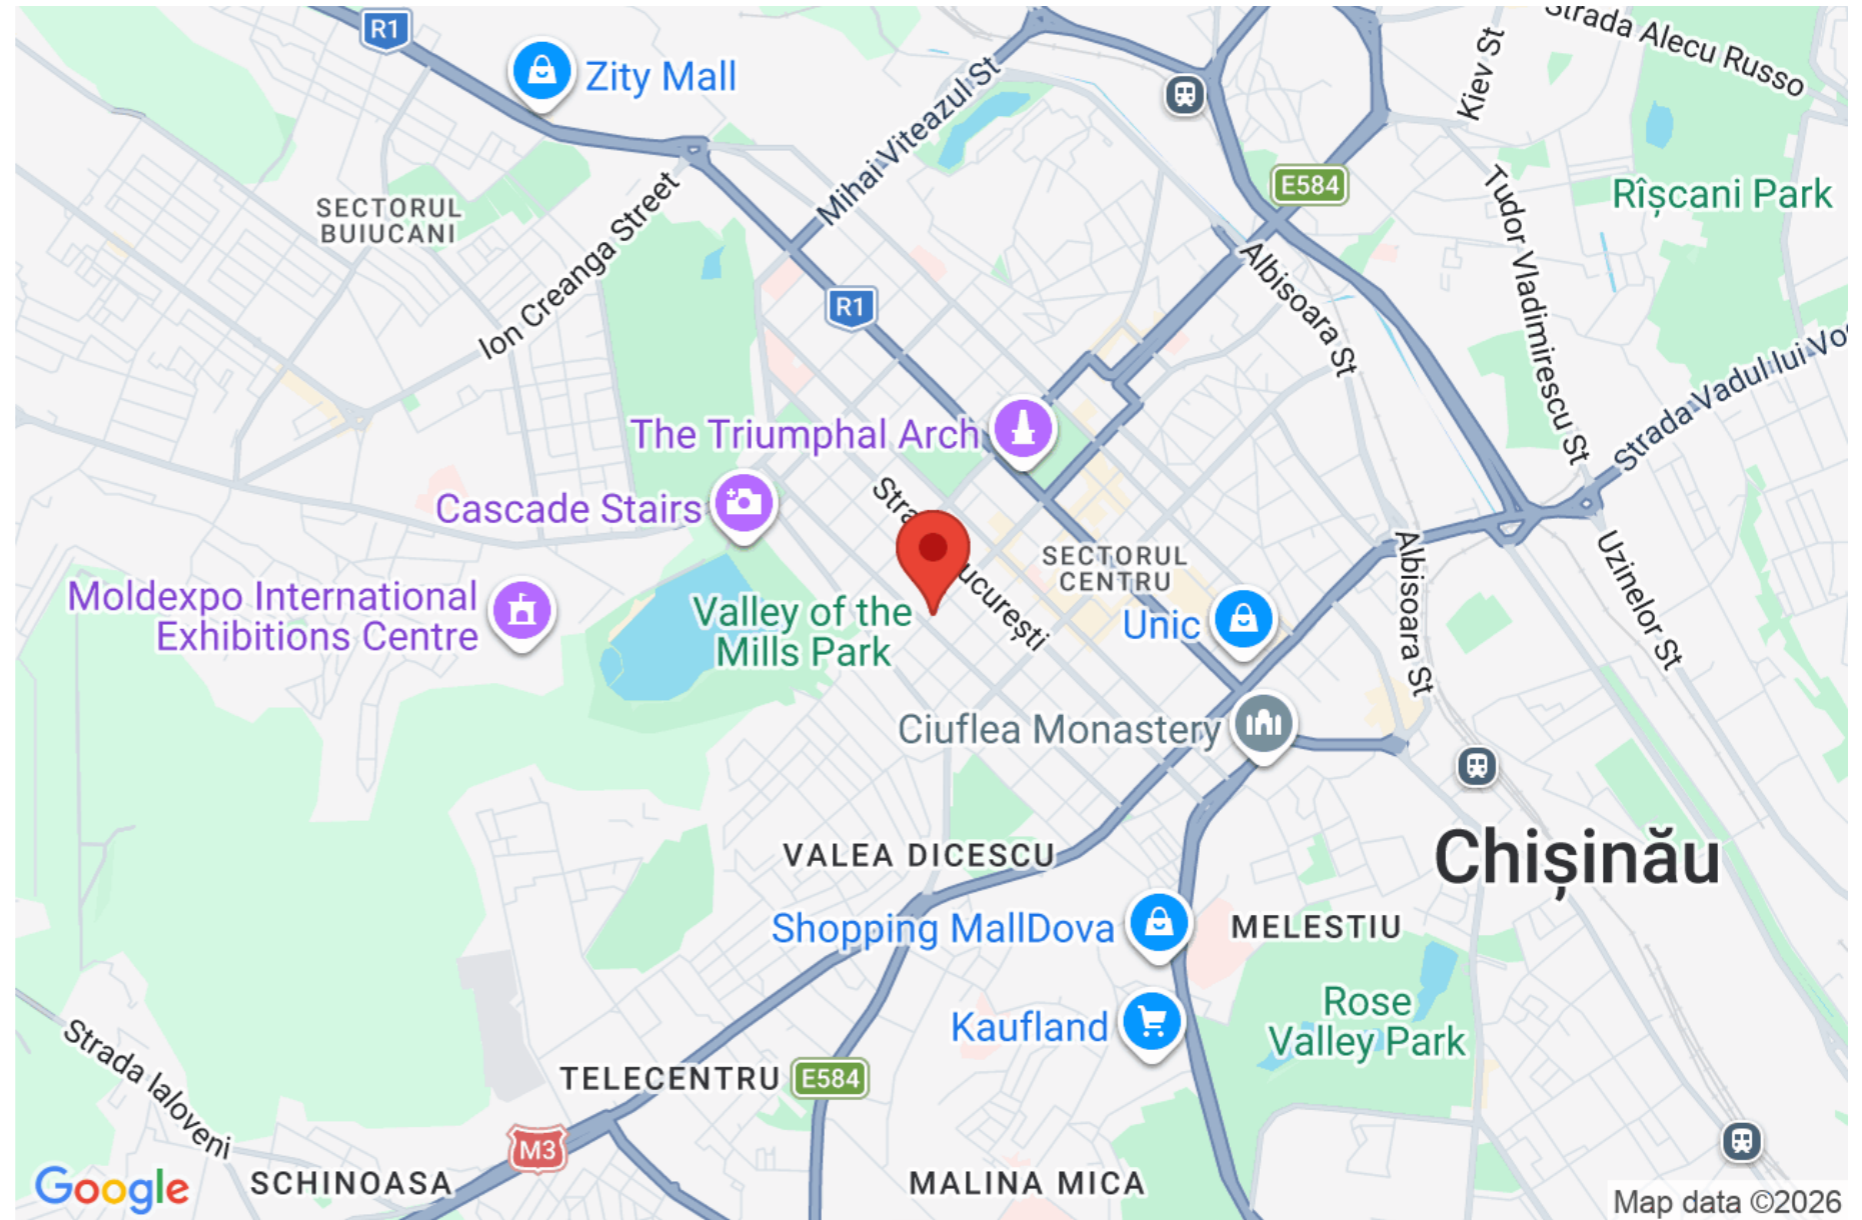 R1
Zity Mall
Mihai Viteazul St
Strada Alecu Russo
Kiev St
SECTORUL
BUIUCANI
Ion Creanga Street
E584
Rîșcani Park
Tudor Vladimirescu St
Albisoara St
R1
Strada Vadul lui Vo
The Triumphal Arch
Cascade Stairs
Moldexpo International
Exhibitions Centre
Valley of the
Mills Park
SECTORUL
CENTRU
Unic
Albisoara St
Uzinelor St
Ciuflea Monastery
VALEA DICESCU
Chișinău
Shopping MallDova
MELESTIU
Kaufland
Rose
Valley Park
Strada Ialoveni
TELECENTRU
E584
M3
SCHINOASA
MALINA MICA
Google
Map data ©2026